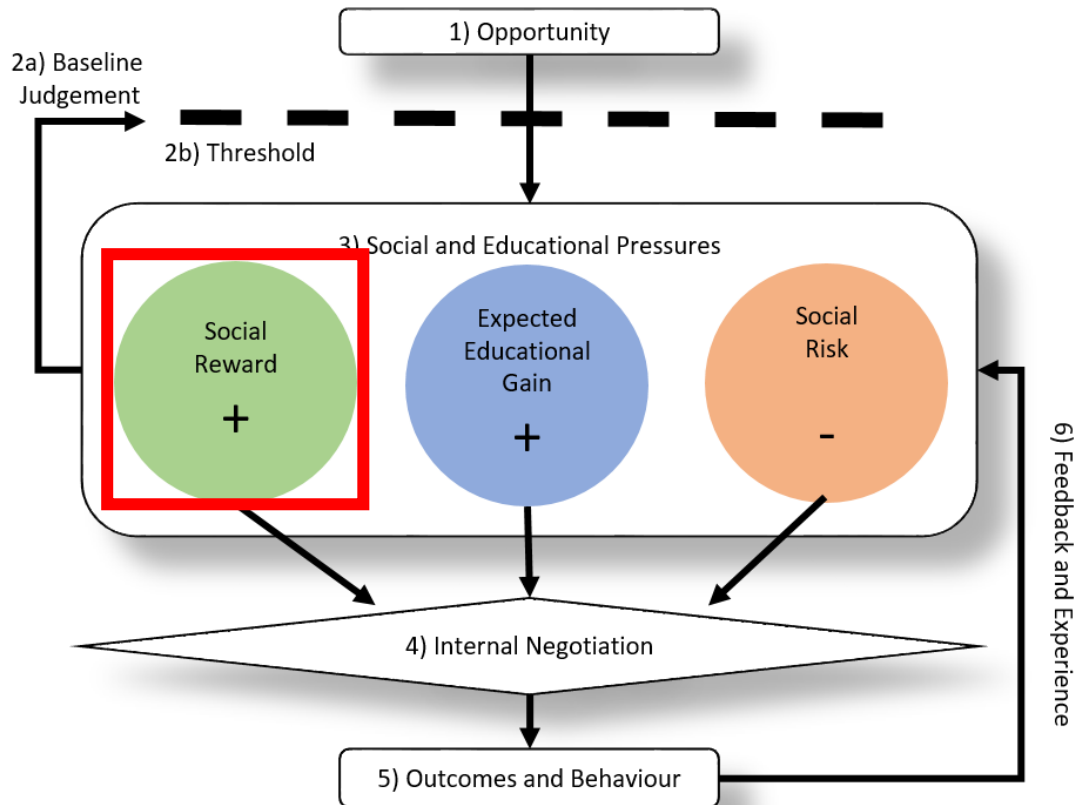 1) Opportunity
2a) Baseline
Judgement
2b) Threshold
3) Social and Educational Pressures
Social
Reward
+
Expected
Educational
Gain
+
Social
Risk
-
4) Internal Negotiation
5) Outcomes and Behaviour
6) Feedback and Experience